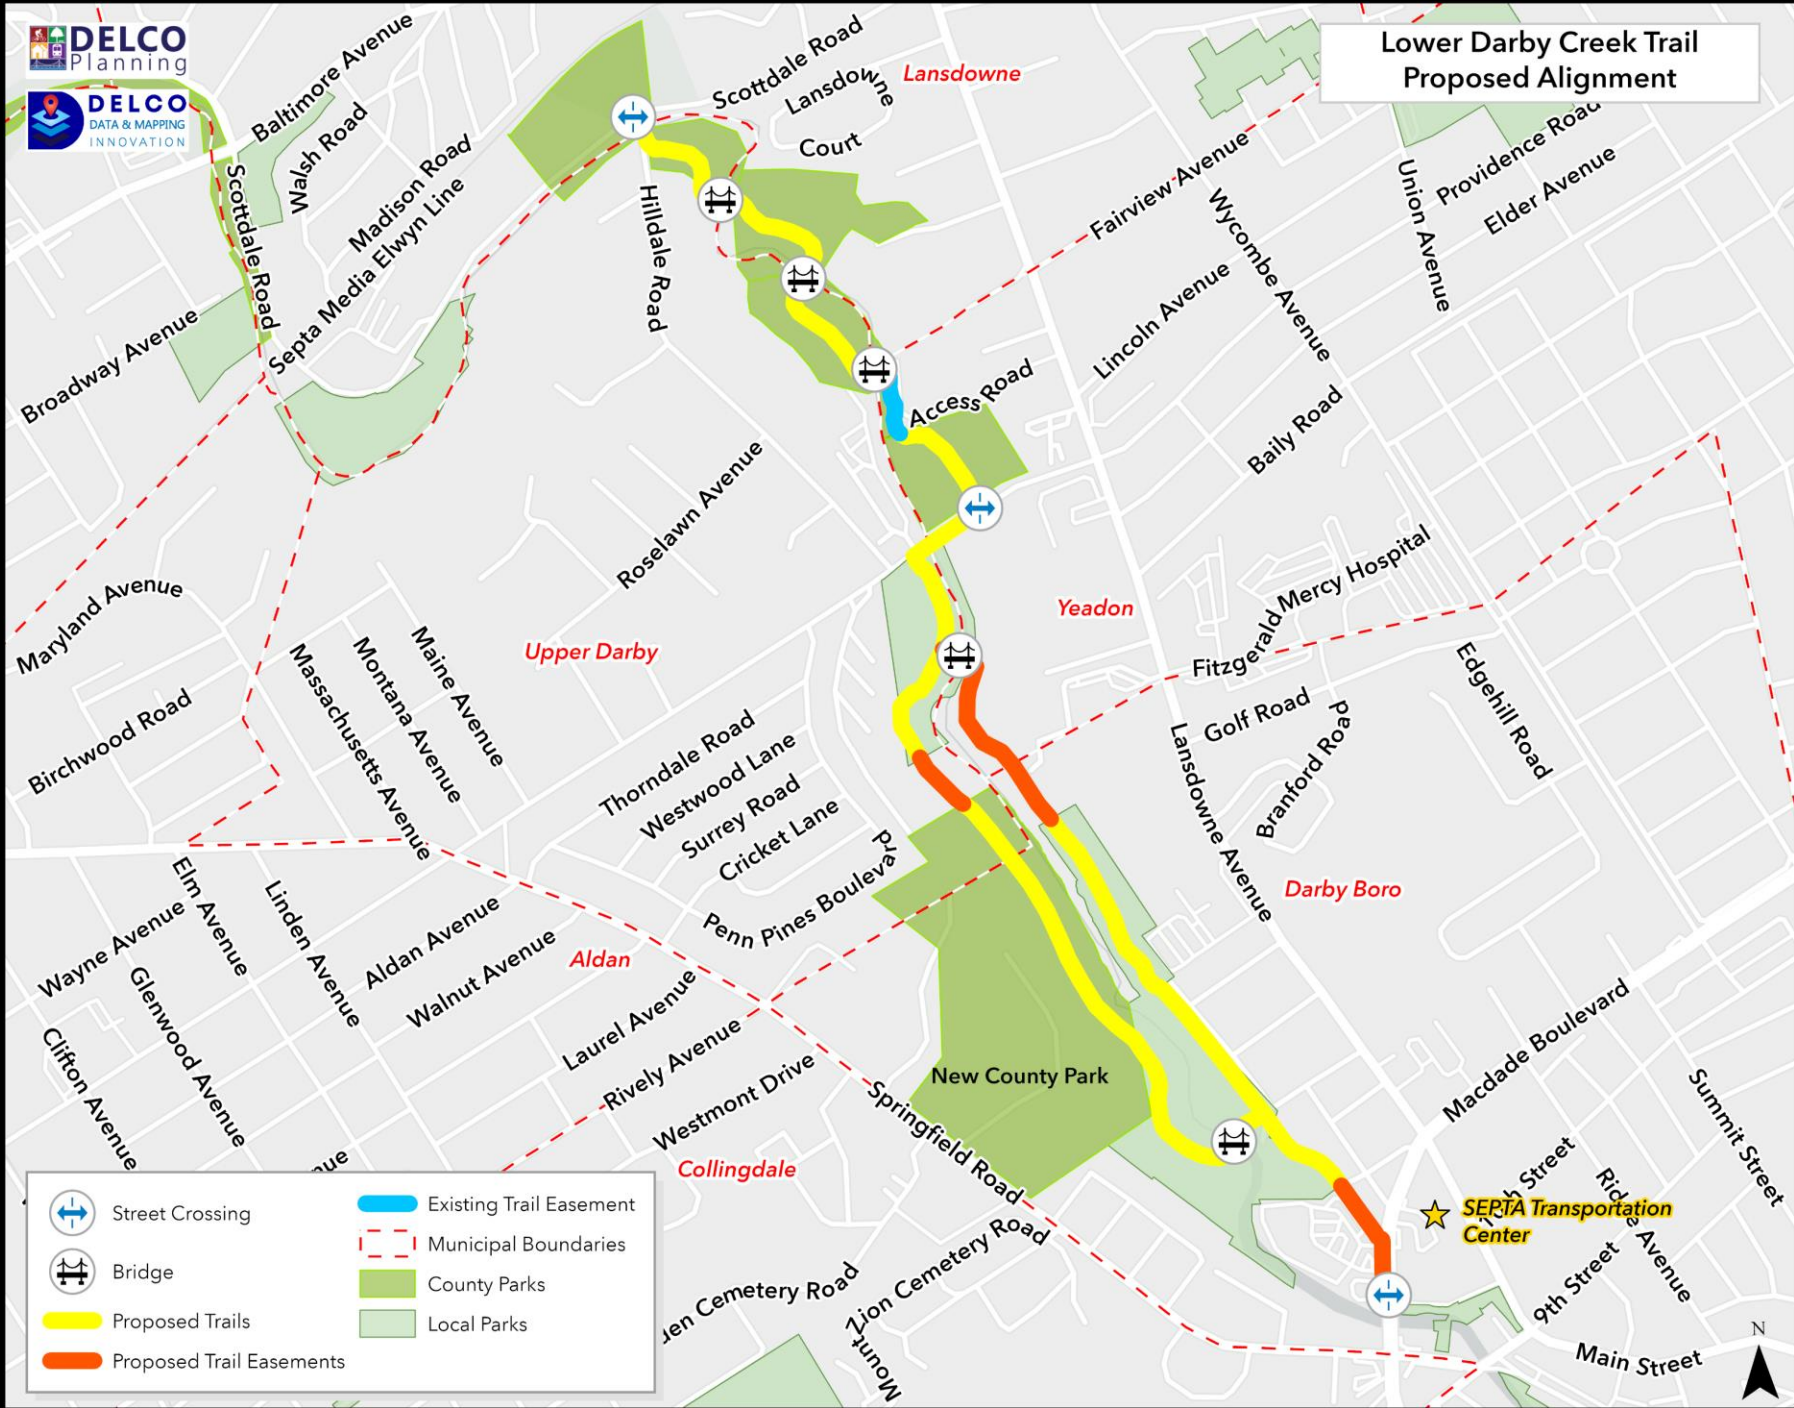 DELCO
Planning
DELCO
DATA & MAPPING
INNOVATION
Lower Darby Creek Trail
Proposed Alignment
Baltimore Avenue
Walsh Road
Madison Road
Septa Media Elwyn Line
Scottdale Road
Broadway Avenue
Scottdale Road
Lansdowne
Court
Lansdowne
Hilldale Road
Fairview Avenue
Wycombe Avenue
Union Avenue
Providence Road
Elder Avenue
Lincoln Avenue
Access Road
Baily Road
Roselawn Avenue
Maryland Avenue
Birchwood Road
Massachusetts Avenue
Montana Avenue
Maine Avenue
Upper Darby
Yeadon
Fitzgerald Mercy Hospital
Golf Road
Branford Road
Edgehill Road
Lansdowne Avenue
Thorndale Road
Westwood Lane
Surrey Road
Cricket Lane
Penn Pines Boulevard
Darby Boro
Elm Avenue
Linden Avenue
Wayne Avenue
Glenwood Avenue
Clifton Avenue
Aldan Avenue
Walnut Avenue
Aldan
Laurel Avenue
Rively Avenue
Westmont Drive
Springfield Road
New County Park
Collingdale
Macdade Boulevard
Summit Street
10th Street
Ridge Avenue
9th Street
Main Street
SEPTA Transportation
Center
Zion Cemetery Road
Mount
den Cemetery Road
nue
Street Crossing
Bridge
Proposed Trails
Proposed Trail Easements
Existing Trail Easement
Municipal Boundaries
County Parks
Local Parks
N